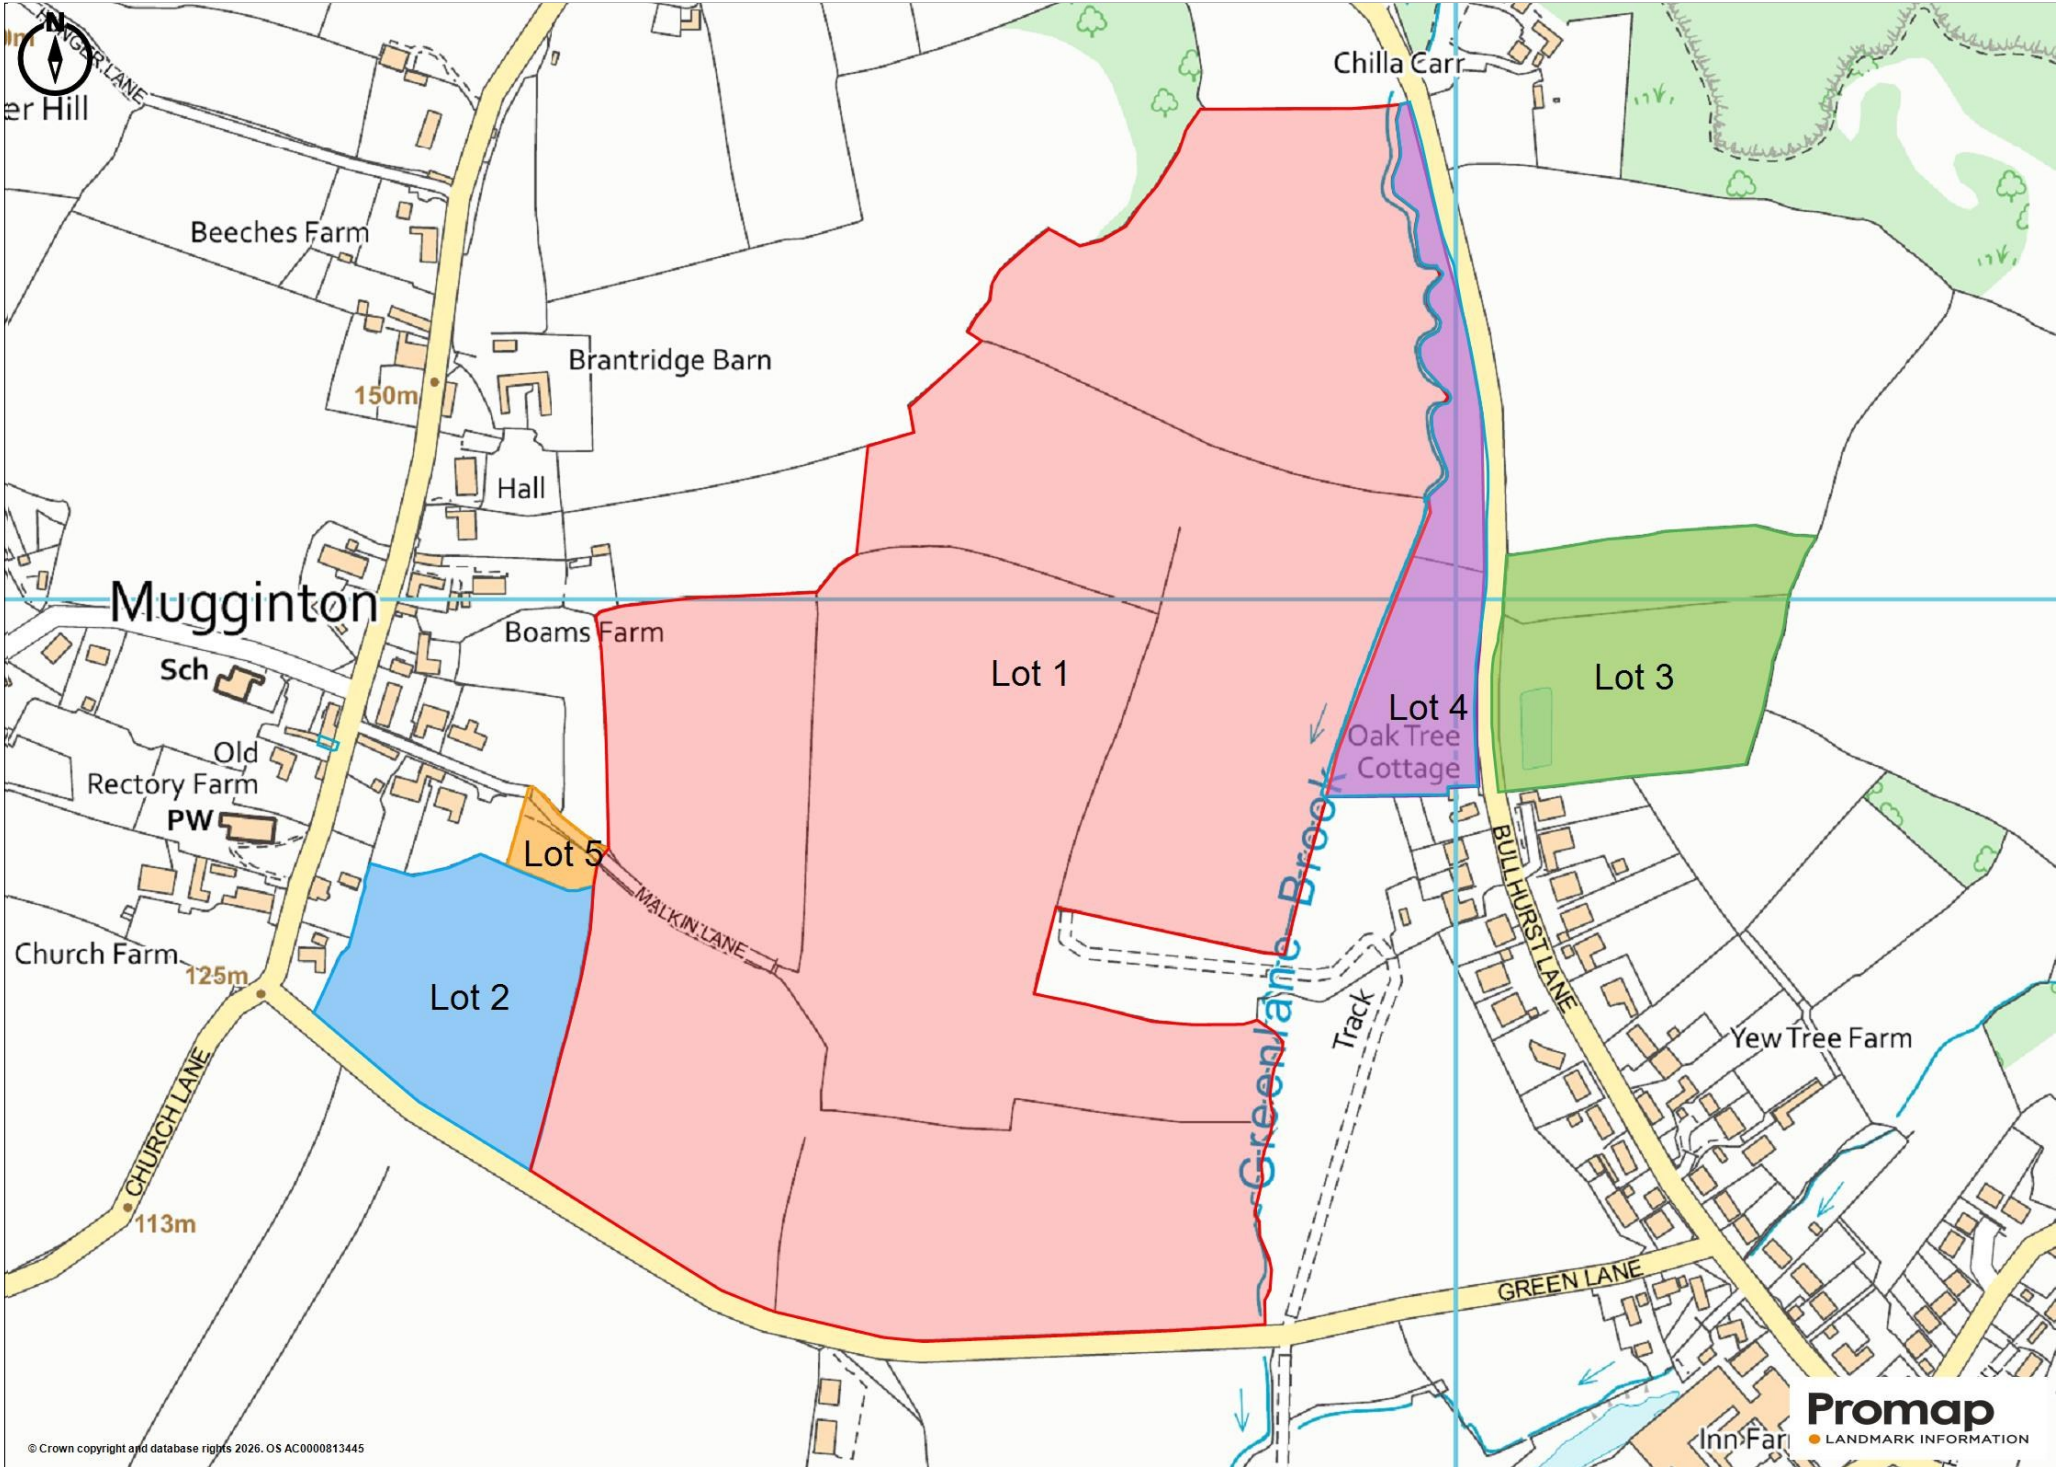 N
Chilla Carr
er Hill
Beeches Farm
Brantridge Barn
150m
Hall
Mugginton
Boams Farm
Sch
Lot 1
Lot 3
Lot 4
Oak Tree
Cottage
Old
Rectory Farm
PW
Lot 5
MALKIN LANE
BULLHURST LANE
Greenlane Brook
Church Farm
125m
Lot 2
Track
Yew Tree Farm
CHURCH LANE
113m
GREEN LANE
Promap
LANDMARK INFORMATION
© Crown copyright and database rights 2026. OS AC0000813445